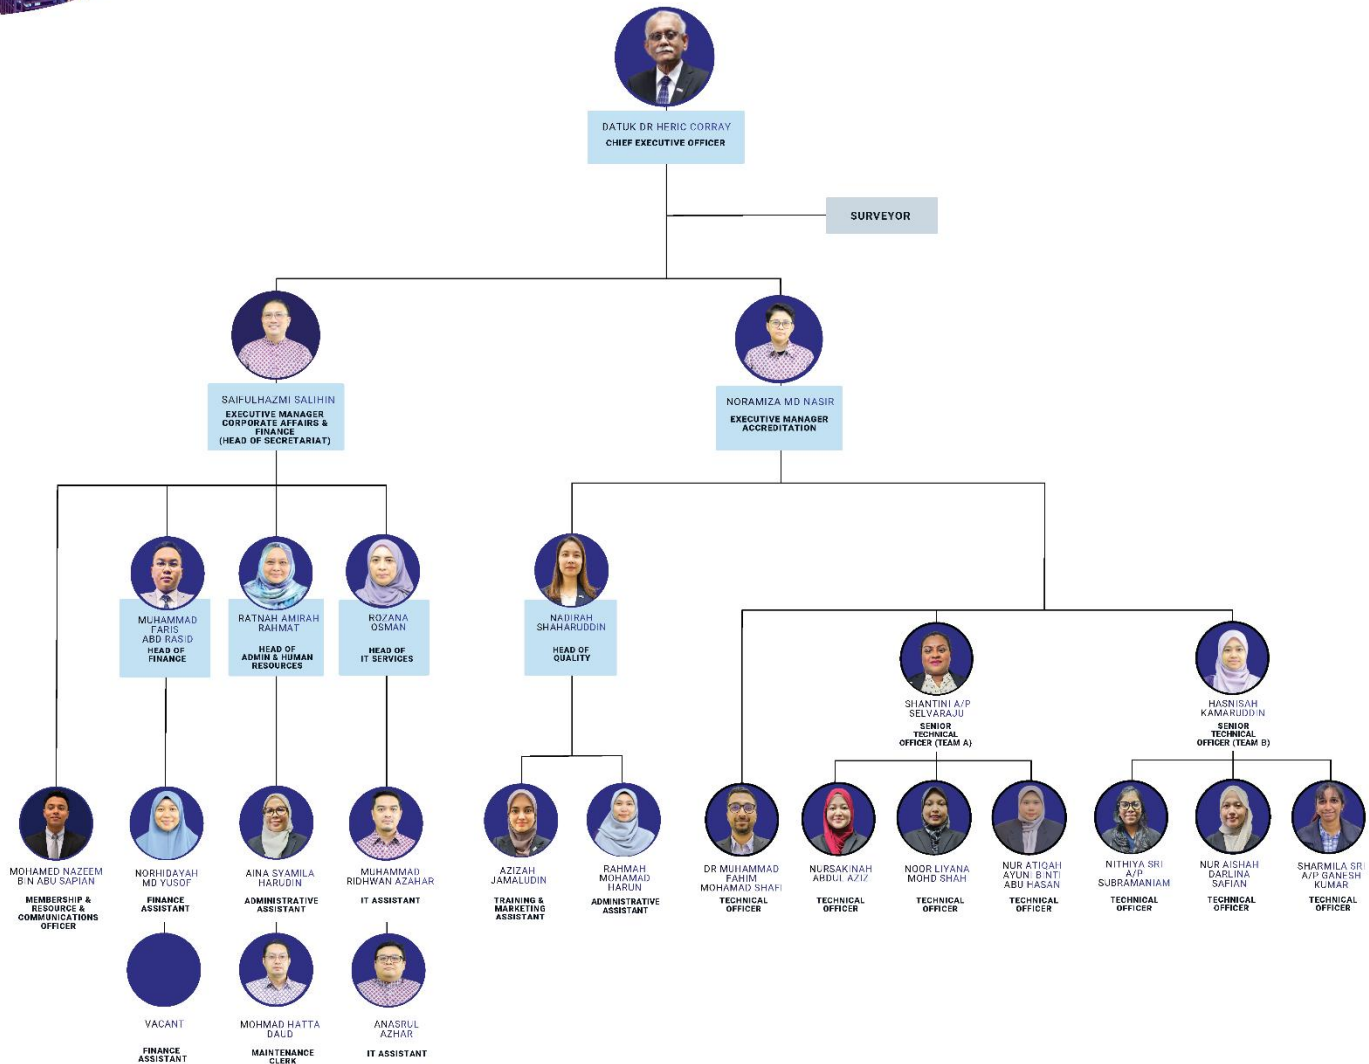 DATUK DR HERIC CORRAY
CHIEF EXECUTIVE OFFICER
SURVEYOR
SAIFULHAZMI SALIHIN
EXECUTIVE MANAGER
CORPORATE AFFAIRS &
FINANCE
(HEAD OF SECRETARIAT)
NORAMIZA MD NASIR
EXECUTIVE MANAGER
ACCREDITATION
MUHAMMAD
FARIS
ABD RASID
HEAD OF
FINANCE
RATNAH AMIRAH
RAHMAT
HEAD OF
ADMIN & HUMAN
RESOURCES
ROZANA
OSMAN
HEAD OF
IT SERVICES
NADIRAH
SHAHARUDDIN
HEAD OF
QUALITY
SHANTINI A/P
SELVARAJU
SENIOR
TECHNICAL
OFFICER (TEAM A)
HASNISAH
KAMARUDDIN
SENIOR
TECHNICAL
OFFICER (TEAM B)
MOHAMED NAZEEM
BIN ABU SAPIAN
MEMBERSHIP &
RESOURCE &
COMMUNICATIONS
OFFICER
NORHIDAYAH
MD YUSOF
FINANCE
ASSISTANT
AINA SYAMILA
HARUDIN
ADMINISTRATIVE
ASSISTANT
MUHAMMAD
RIDHWAN AZAHAR
IT ASSISTANT
AZIZAH
JAMALUDIN
TRAINING &
MARKETING
ASSISTANT
RAHMAH
MOHAMAD
HARUN
ADMINISTRATIVE
ASSISTANT
DR MUHAMMAD
FAHIM
MOHAMAD SHAFI
TECHNICAL
OFFICER
NURSAKINAH
ABDUL AZIZ
TECHNICAL
OFFICER
NOOR LIYANA
MOHD SHAH
TECHNICAL
OFFICER
NUR ATIQAH
AYUNI BINTI
ABU HASAN
TECHNICAL
OFFICER
NITHIYA SRI
A/P
SUBRAMANIAM
TECHNICAL
OFFICER
NUR AISHAH
DARLINA
SAFIAN
TECHNICAL
OFFICER
SHARMILA SRI
A/P GANESH
KUMAR
TECHNICAL
OFFICER
VACANT
FINANCE
ASSISTANT
MOHMAD HATTA
DAUD
MAINTENANCE
CLERK
ANASRUL
AZHAR
IT ASSISTANT